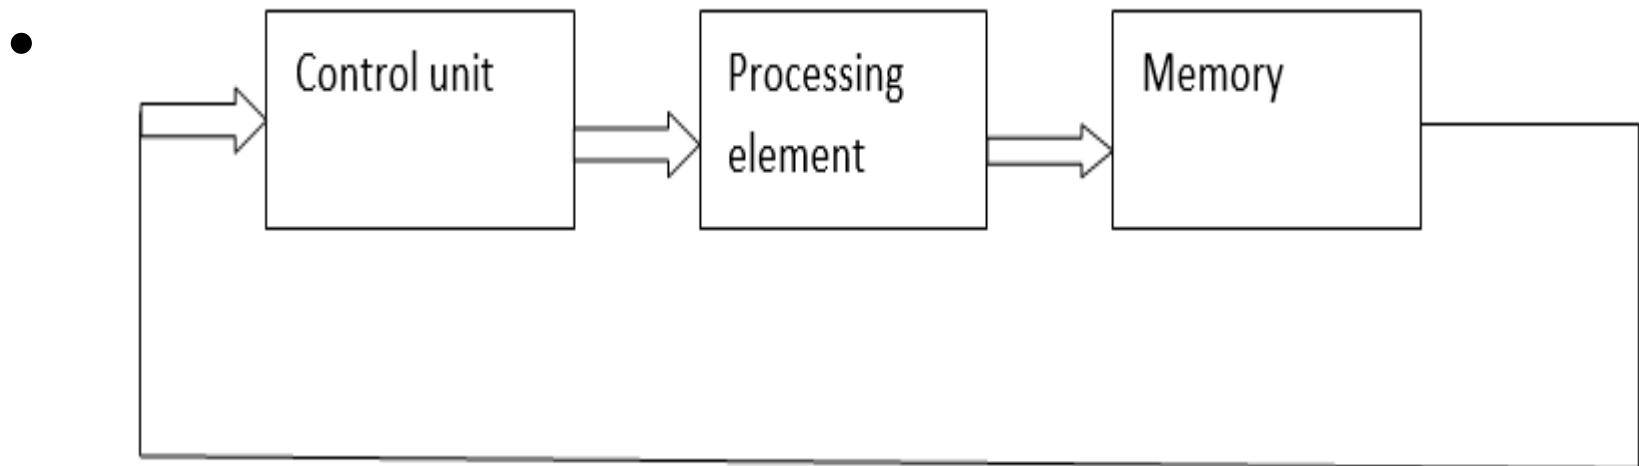 Control unit
Processing
element
Memory